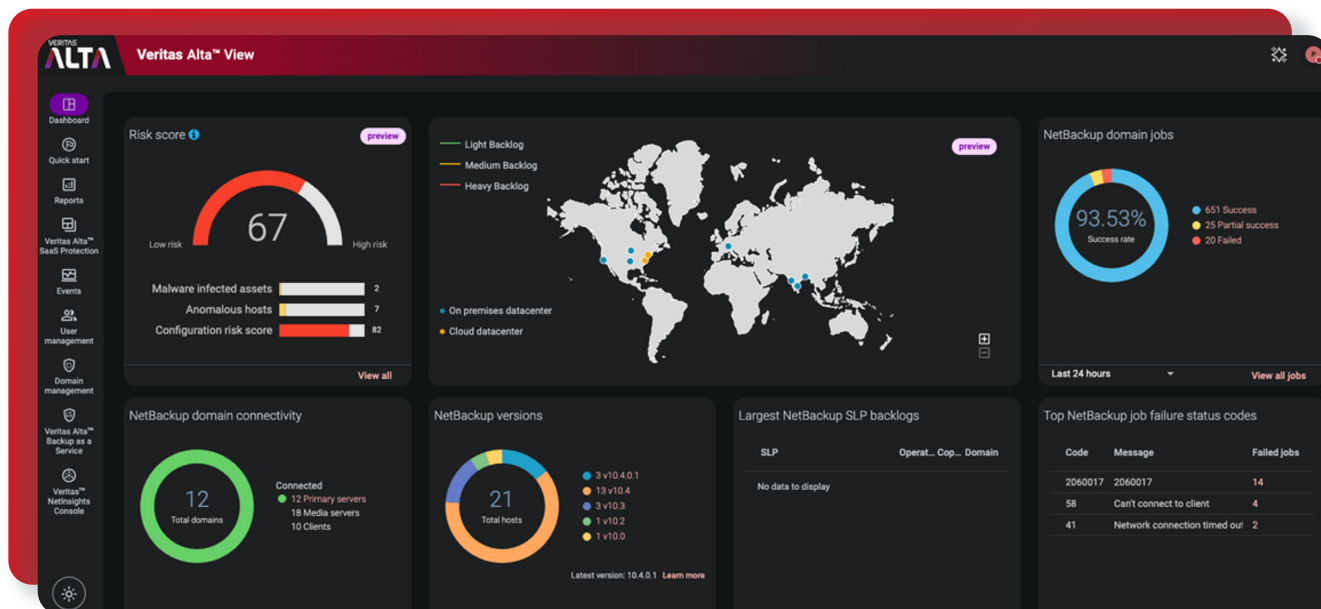 VERITAS
ALTA
Veritas Alta™ View
Dashboard
Quick start
Reports
Veritas Alta™
SaaS Protection
Events
User
management
Domain
management
Veritas Alta™
Backup as a
Service
Veritas™
NetInsights
Console
Risk score
preview
67
Low risk
High risk
Malware infected assets 2
Anomalous hosts 7
Configuration risk score 82
View all
Light Backlog
Medium Backlog
Heavy Backlog
preview
On premises datacenter
Cloud datacenter
NetBackup domain jobs
93.53%
Success rate
651 Success
25 Partial success
20 Failed
Last 24 hours
View all jobs
NetBackup domain connectivity
12
Total domains
Connected
12 Primary servers
18 Media servers
10 Clients
NetBackup versions
21
Total hosts
3 v10.4.0.1
13 v10.4
3 v10.3
1 v10.2
1 v10.0
Latest version: 10.4.0.1 Learn more
Largest NetBackup SLP backlogs
SLP Operat... Cop... Domain
No data to display
Top NetBackup job failure status codes
Code Message Failed jobs
2060017 2060017 14
58 Can't connect to client 4
41 Network connection timed out 2